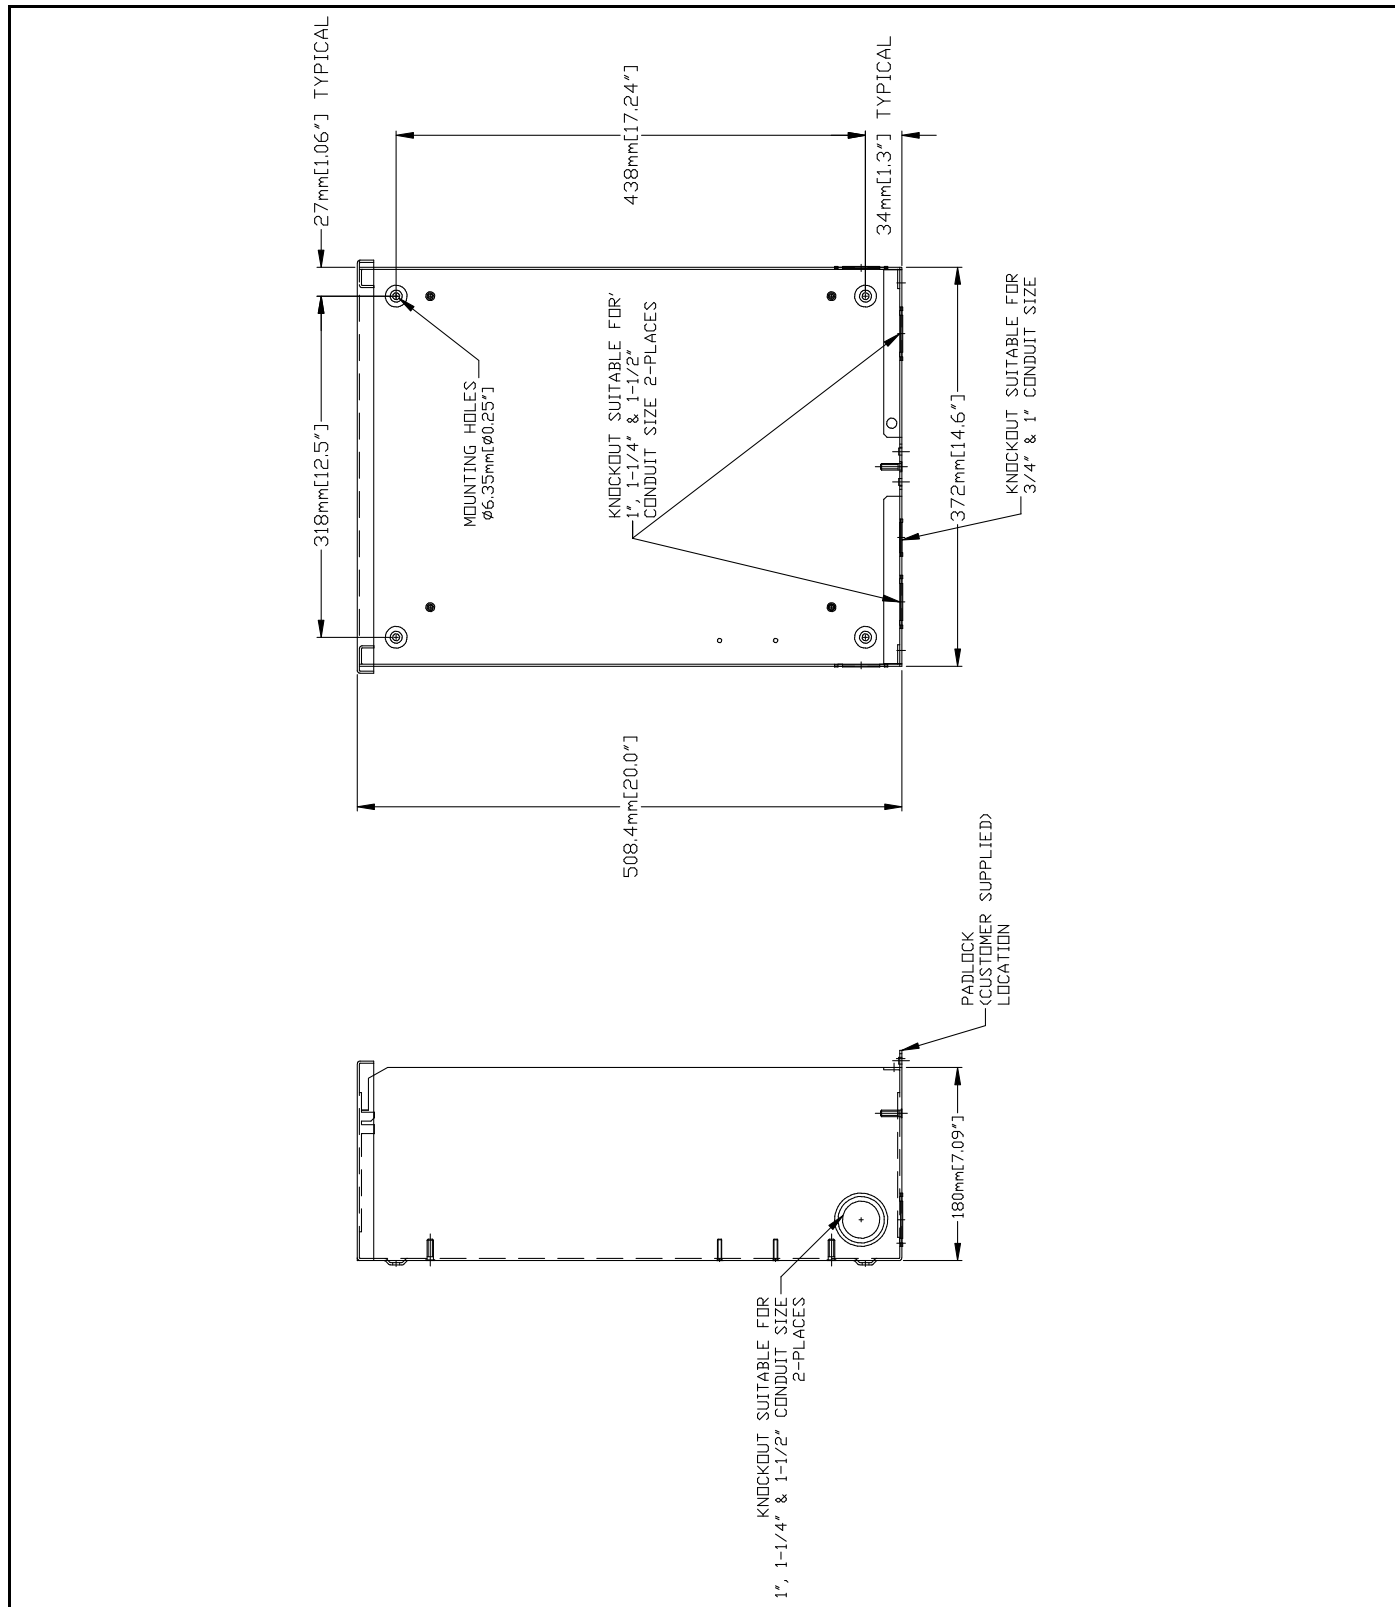 27mm[1.06"] TYPICAL
438mm[17.24"]
34mm[1.3"] TYPICAL
318mm[12.5"]
MOUNTING HOLES
ø6.35mm[ø0.25"]
KNOCKOUT SUITABLE FOR'
1", 1-1/4" & 1-1/2"
CONDUIT SIZE 2-PLACES
372mm[14.6"]
KNOCKOUT SUITABLE FOR
3/4" & 1" CONDUIT SIZE
508.4mm[20.0"]
PADLOCK
(CUSTOMER SUPPLIED)
LOCATION
180mm[7.09"]
KNOCKOUT SUITABLE FOR
1", 1-1/4" & 1-1/2" CONDUIT SIZE
2-PLACES